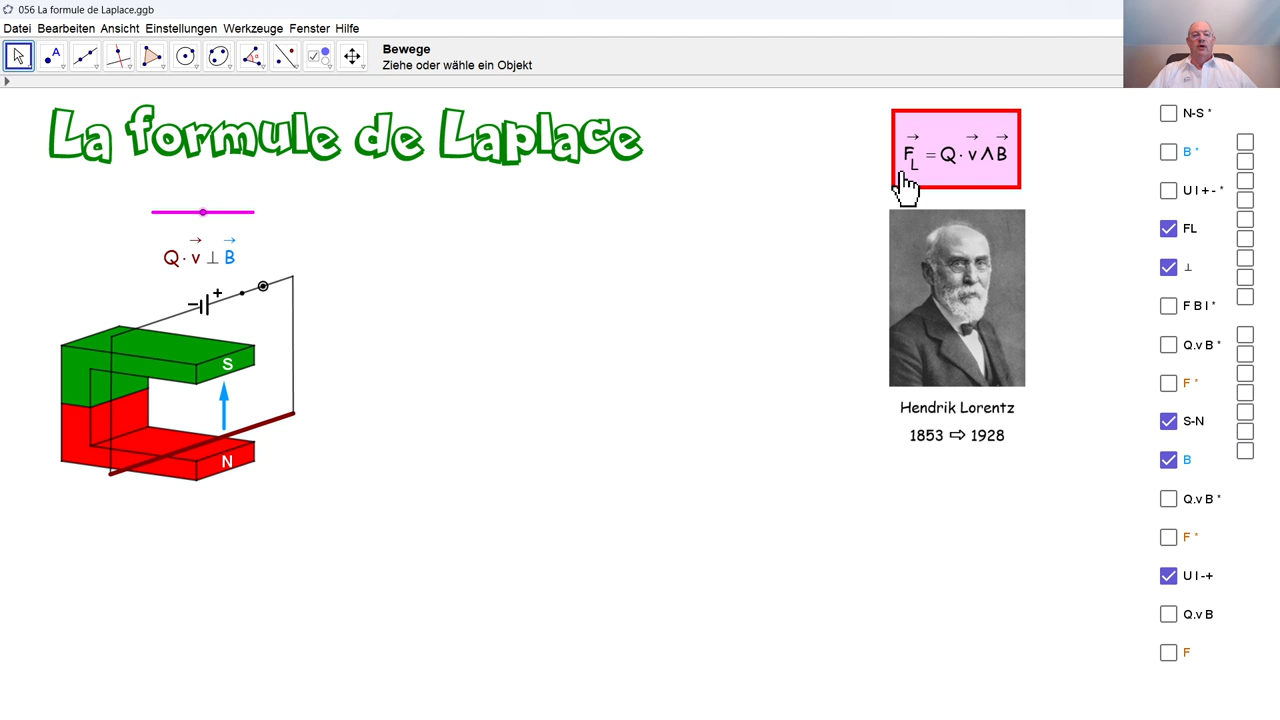 056 La formule de Laplace.ggb
Datei Bearbeiten Ansicht Einstellungen Werkzeuge Fenster Hilfe
A
Bewege
Ziehe oder wähle ein Objekt
La formule de Laplace
F_L = Q · v ∧ B
Q · v ⊥ B
− +
S
N
Hendrik Lorentz
1853 ⇨ 1928
N-S *
B *
U I + - *
FL
⊥
F B I *
Q.v B *
F *
S-N
B
Q.v B *
F *
U I - +
Q.v B
F